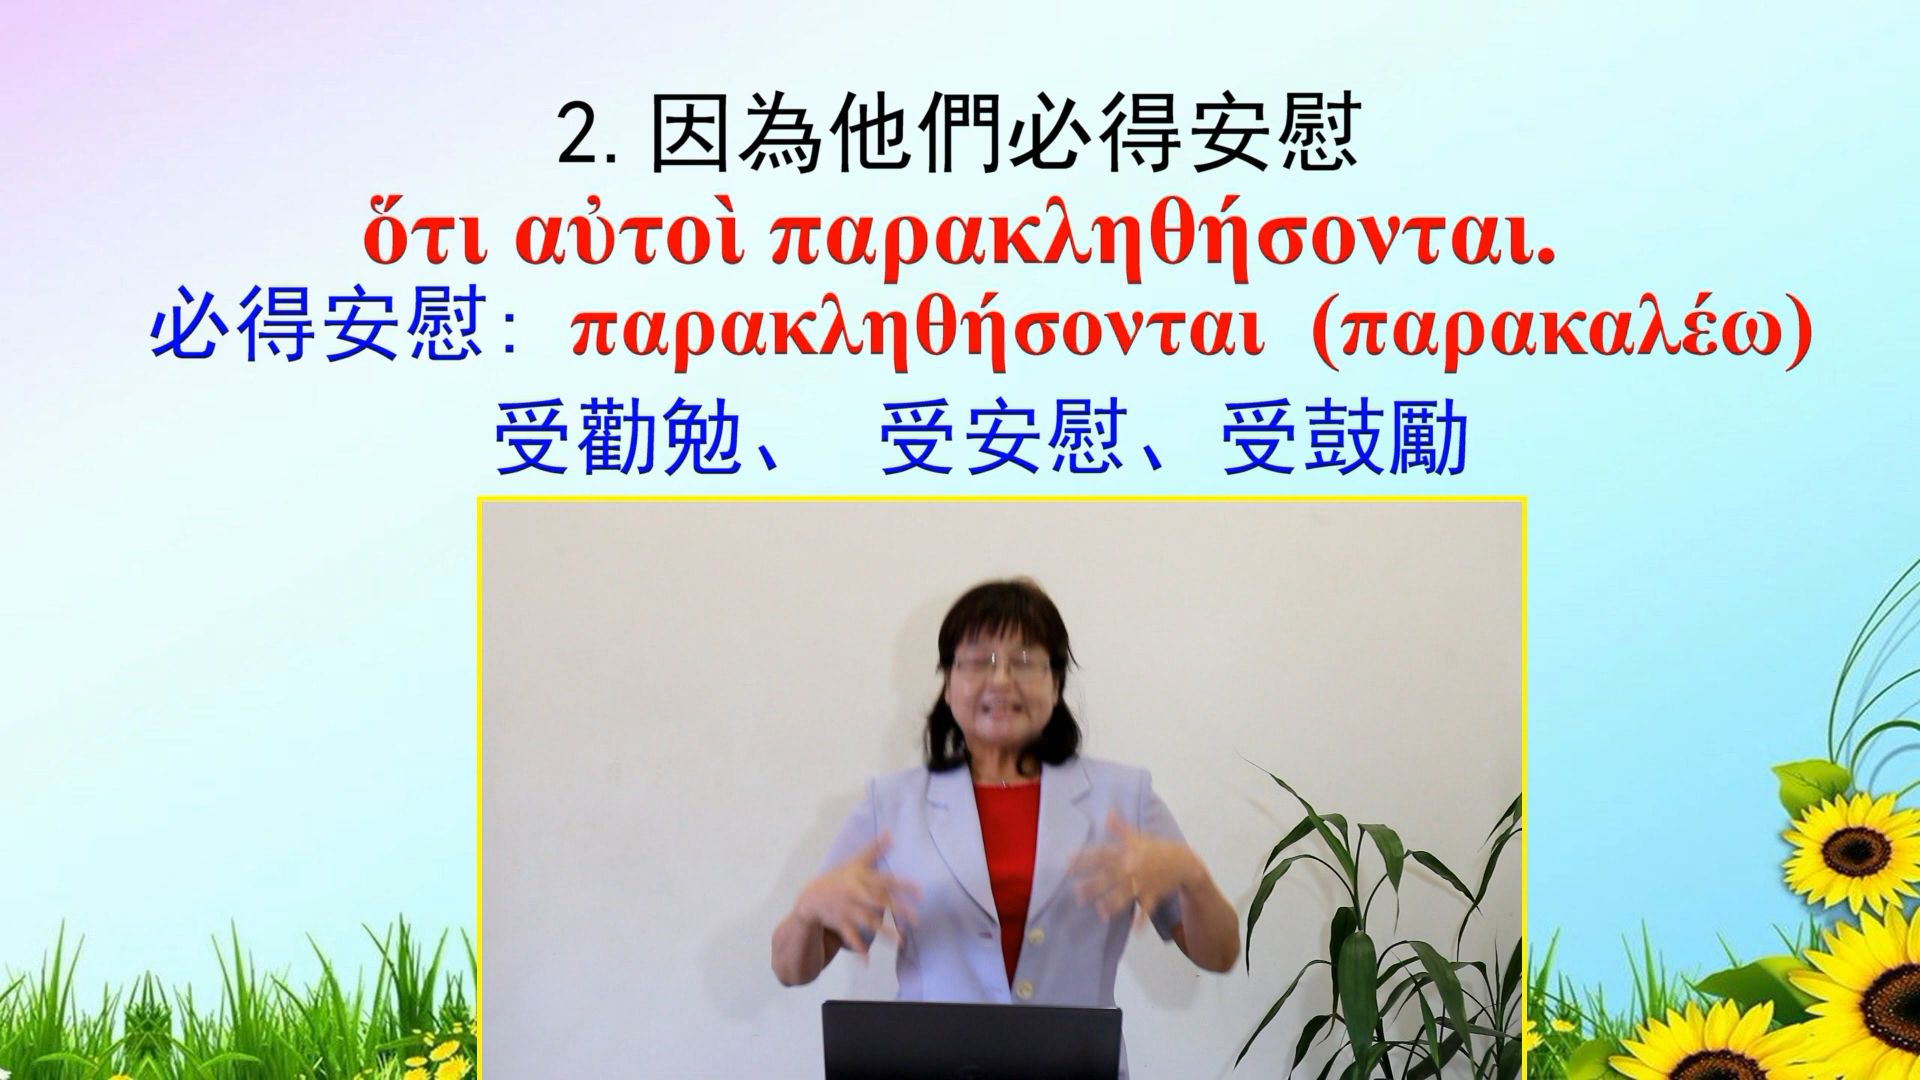 2.因為他們必得安慰
ὅτι αὐτοὶ παρακληθήσονται.
必得安慰: παρακληθήσονται (παρακαλέω)
受勸勉、 受安慰、受鼓勵